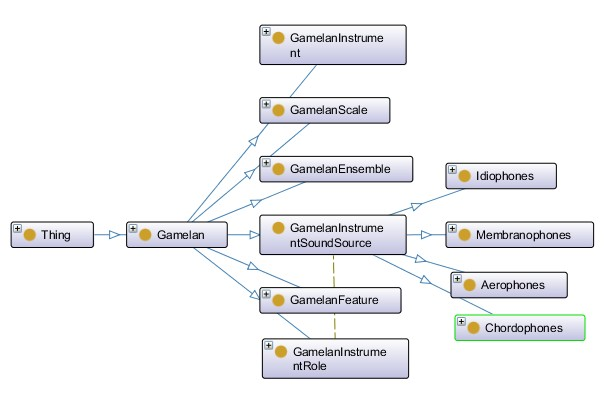 GamelanInstrume
nt
GamelanScale
GamelanEnsemble
Idiophones
Thing
Gamelan
GamelanInstrume
ntSoundSource
Membranophones
Aerophones
GamelanFeature
Chordophones
GamelanInstrume
ntRole